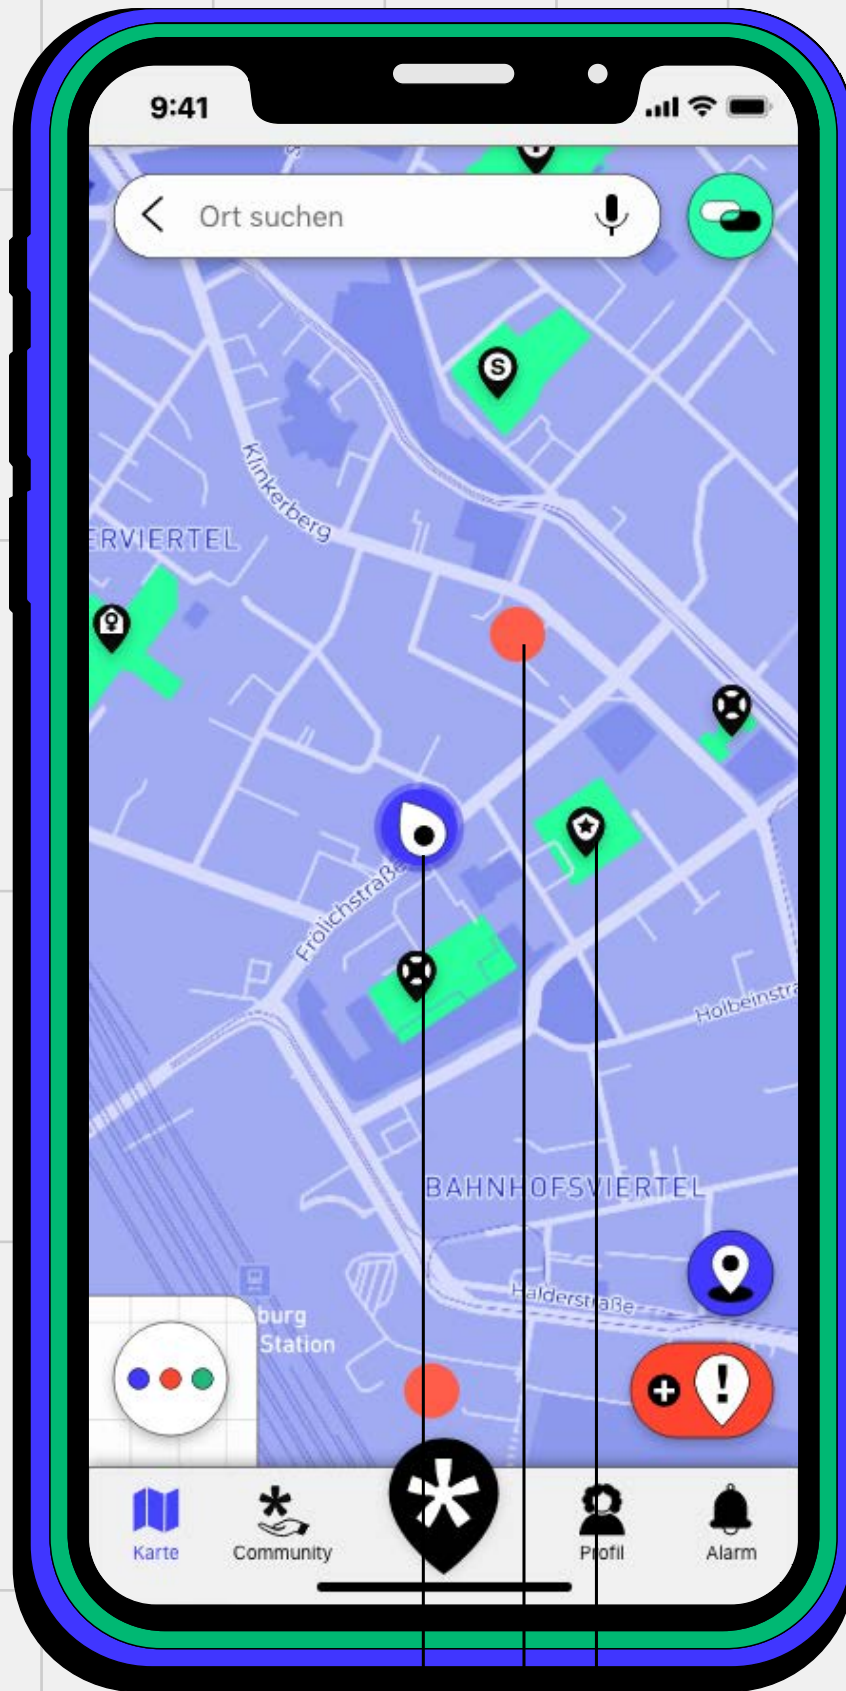 9:41
Ort suchen
S
Klinkerberg
ERVIERTEL
Frölichstraße
Holbeinstra
BAHNHOFSVIERTEL
Halderstraße
burg
Station
!
Karte
Community
Profil
Alarm